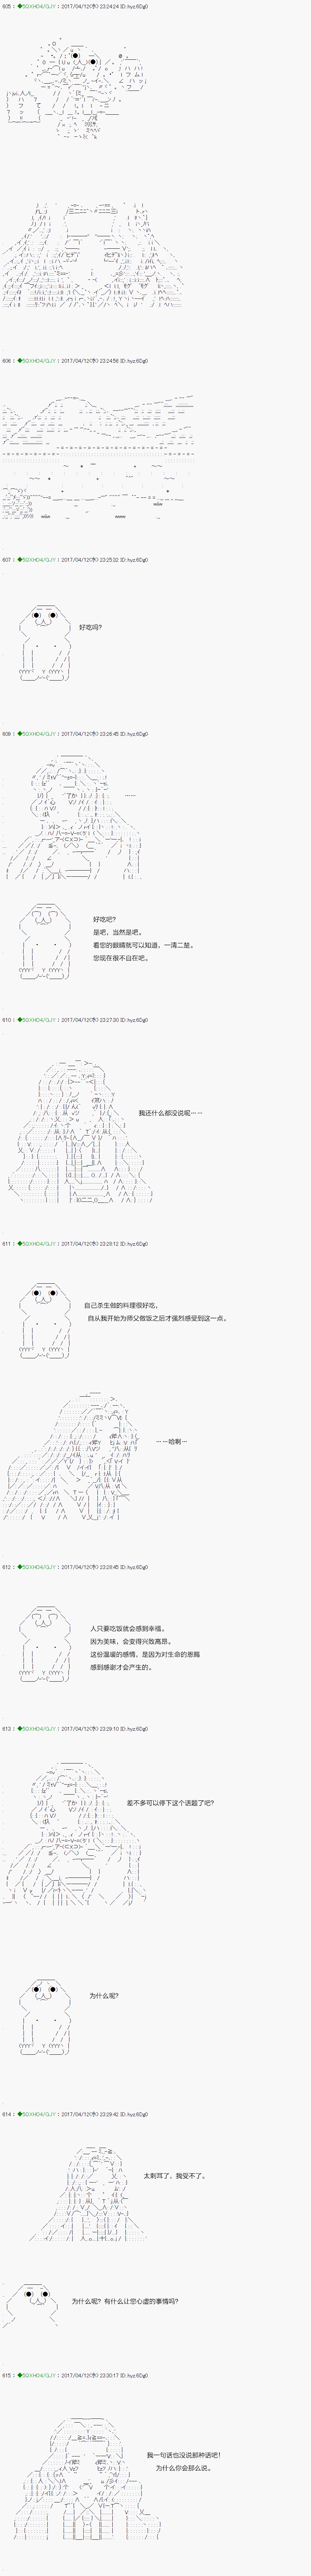 605 : ◆5QXHO4/QJY : 2017/04/12(水) 23:24:24 ID:hyz.6Dg0
606 : ◆5QXHO4/QJY : 2017/04/12(水) 23:24:56 ID:hyz.6Dg0
607 : ◆5QXHO4/QJY : 2017/04/12(水) 23:25:22 ID:hyz.6Dg0
好吃吗?
609 : ◆5QXHO4/QJY : 2017/04/12(水) 23:26:45 ID:hyz.6Dg0
……
好吃吧?
是吧,当然是吧。
看您的眼睛就可以知道,一清二楚。
您现在很不自在吧。
610 : ◆5QXHO4/QJY : 2017/04/12(水) 23:27:30 ID:hyz.6Dg0
我还什么都没说呢……
611 : ◆5QXHO4/QJY : 2017/04/12(水) 23:28:12 ID:hyz.6Dg0
自己杀生做的料理很好吃,
自从我开始为师父做饭之后才强烈感受到这一点。
……哈啊…
612 : ◆5QXHO4/QJY : 2017/04/12(水) 23:28:45 ID:hyz.6Dg0
人只要吃饭就会感到幸福。
因为美味,会变得兴致高昂。
这份温暖的感情,是因为对生命的恩惠
感到感谢才会产生的。
613 : ◆5QXHO4/QJY : 2017/04/12(水) 23:29:10 ID:hyz.6Dg0
差不多可以停下这个话题了吧?
为什么呢?
614 : ◆5QXHO4/QJY : 2017/04/12(水) 23:29:42 ID:hyz.6Dg0
太刺耳了,我受不了。
为什么呢?有什么让您心虚的事情吗?
615 : ◆5QXHO4/QJY : 2017/04/12(水) 23:30:17 ID:hyz.6Dg0
我一句话也没说那种话吧!
为什么你会那么说。